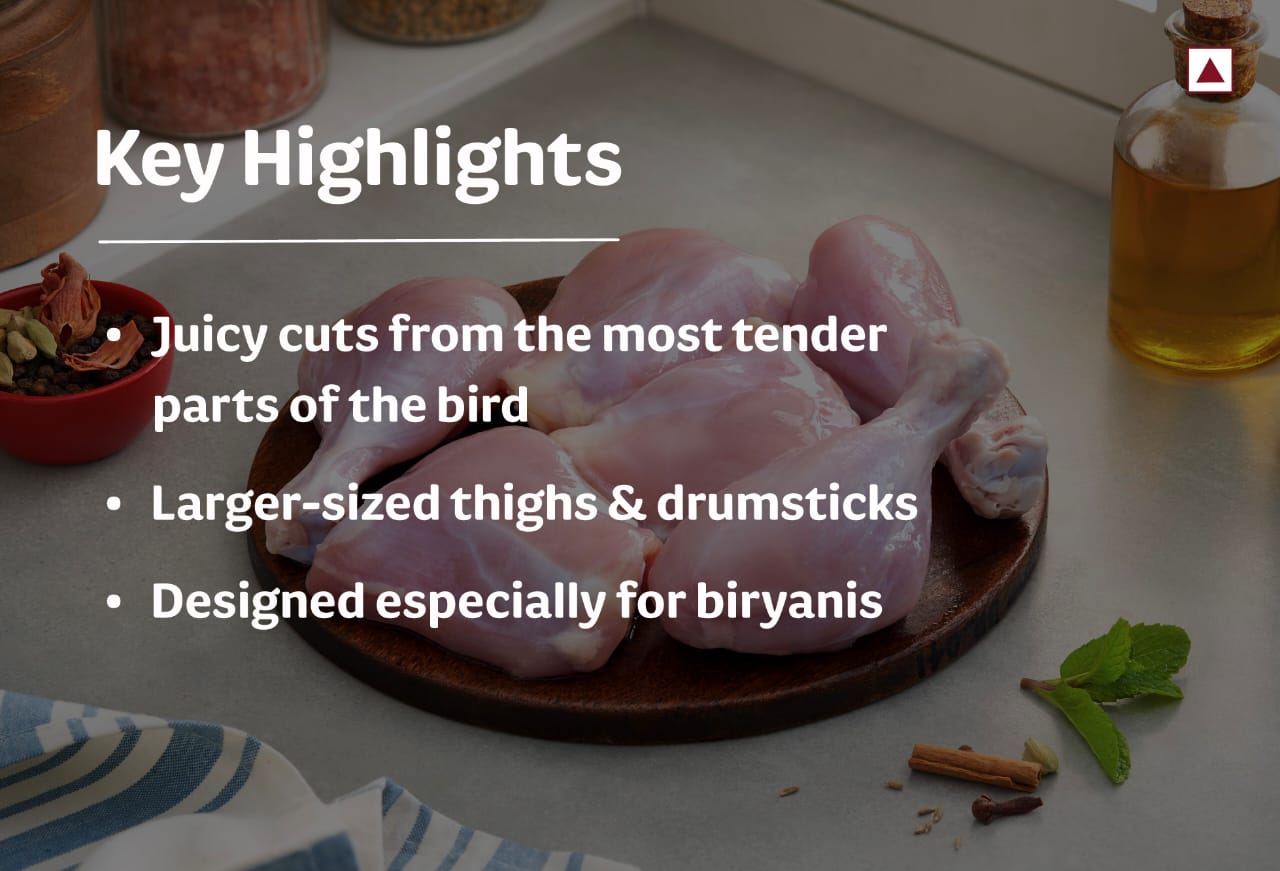 Key Highlights
• Juicy cuts from the most tender
parts of the bird
• Larger-sized thighs & drumsticks
• Designed especially for biryanis